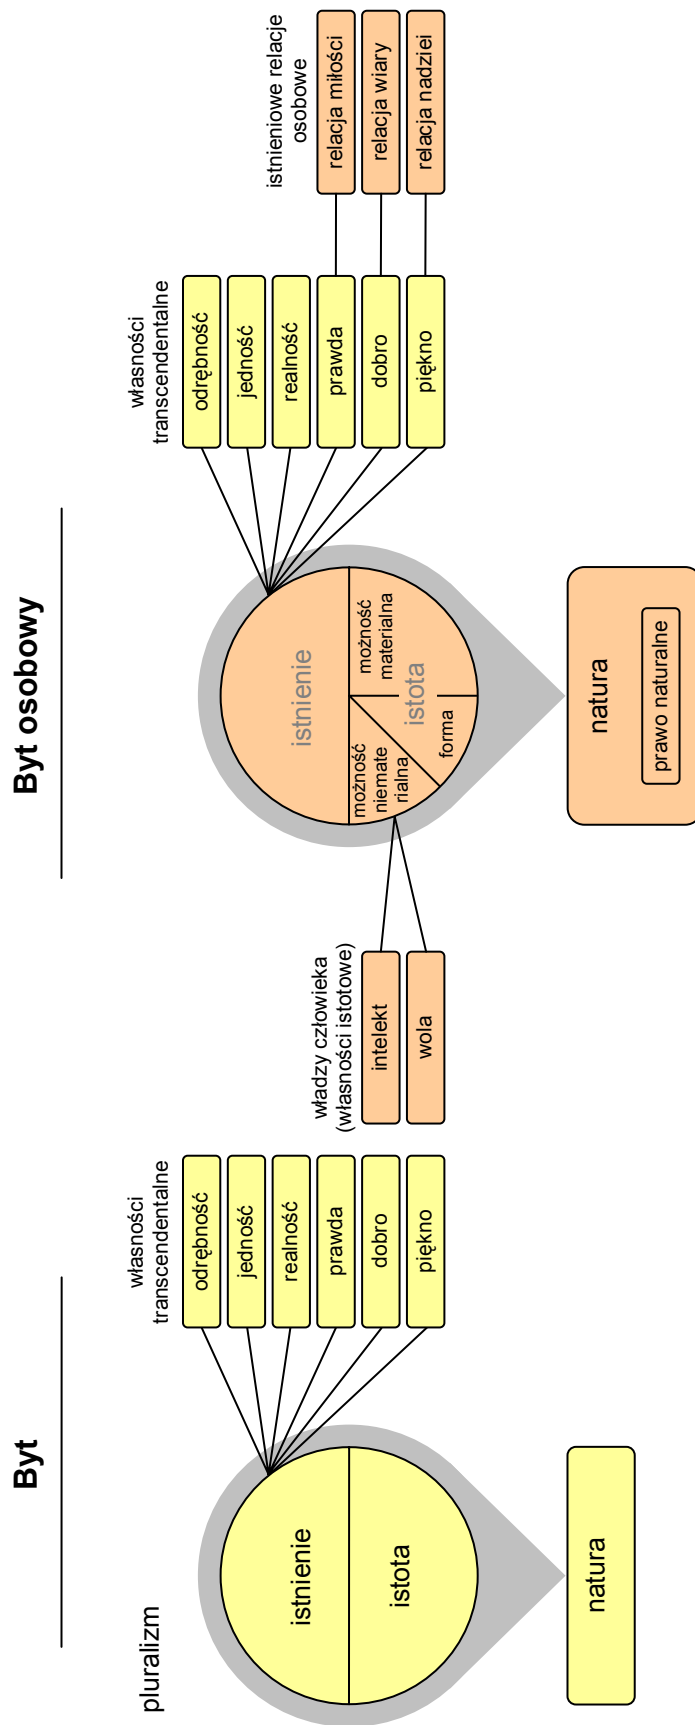 Byt
pluralizm
istnienie
istota
natura
własności
transcendentalne
odrębność
jedność
realność
prawda
dobro
piękno
Byt osobowy
władzy człowieka
(własności istotowe)
intelekt
wola
istnienie
możność
niemate
rialna
forma
istota
możność
materialna
natura
prawo naturalne
własności
transcendentalne
odrębność
jedność
realność
prawda
dobro
piękno
istnieniowe relacje
osobowe
relacja miłości
relacja wiary
relacja nadziei